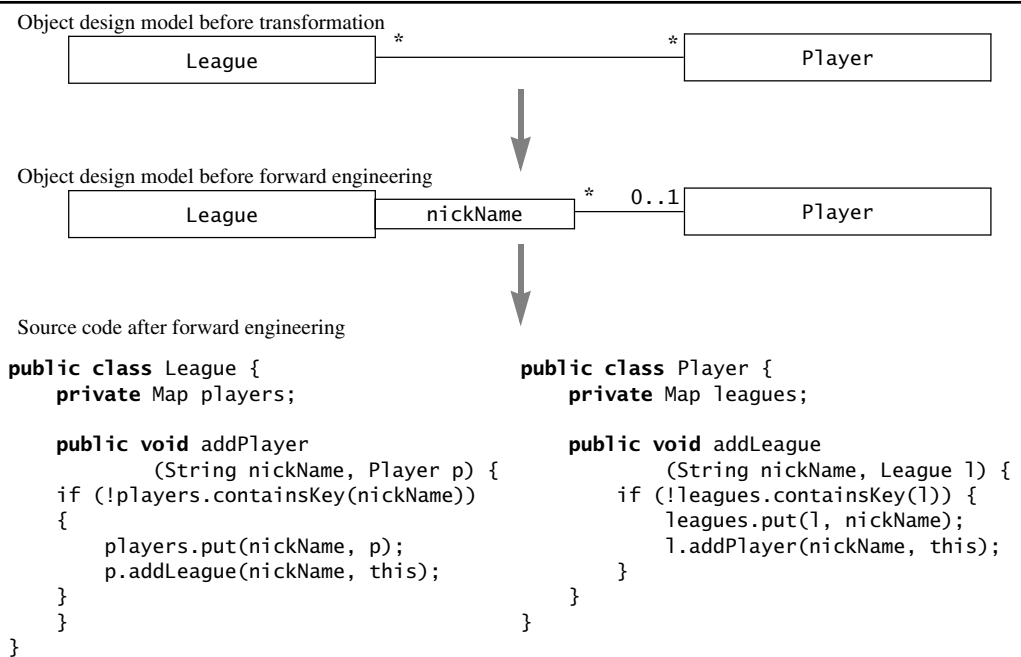 Object design model before transformation
League * * Player
Object design model before forward engineering
League nickName * 0..1 Player
Source code after forward engineering
public class League {
    private Map players;
    public void addPlayer
            (String nickName, Player p) {
    if (!players.containsKey(nickName))
    {
        players.put(nickName, p);
        p.addLeague(nickName, this);
    }
    }
}
public class Player {
    private Map leagues;
    public void addLeague
            (String nickName, League l) {
        if (!leagues.containsKey(l)) {
            leagues.put(l, nickName);
            l.addPlayer(nickName, this);
        }
    }
}